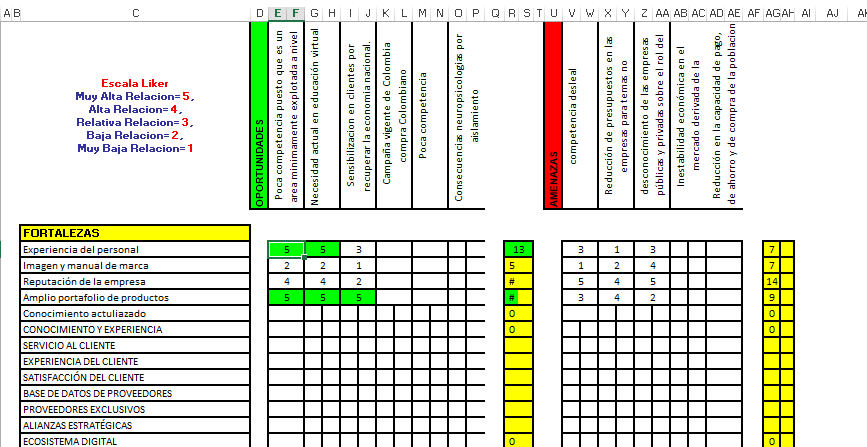 A B C D E F G H I J K L M N O P Q R S T U V W X Y Z AA AB AC AD AE AF AG AH AI AJ
Escala Liker
Muy Alta Relacion=5,
Alta Relacion=4,
Relativa Relacion=3,
Baja Relacion=2,
Muy Baja Relacion=1
OPORTUNIDADES
Poca competencia puesto que es un
area minimamente explotada a nivel
Necesidad actual en educación virtual
Sensibilizacion en clientes por
recuperar la economia nacional.
Campaña vigente de Colombia
compra Colombiano
Poca competencia
Consecuencias neuropsicologias por
aislamiento
AMENAZAS
competencia desleal
Reducción de presupuestos en las
empresas para temas no
desconocimiento de las empresas
públicas y privadas sobre el rol del
Inestabilidad económica en el
mercado derivada de la
Reducción en la capacidad de pago,
de ahorro y de compra de la poblacion
FORTALEZAS
Experiencia del personal 5 5 3 13 3 1 3 7
Imagen y manual de marca 2 2 1 5 1 2 4 7
Reputación de la empresa 4 4 2 # 5 4 5 14
Amplio portafolio de productos 5 5 5 # 3 4 2 9
Conocimiento actuliazado 0 0
CONOCIMIENTO Y EXPERIENCIA 0 0
SERVICIO AL CLIENTE
EXPERIENCIA DEL CLIENTE
SATISFACCIÓN DEL CLIENTE
BASE DE DATOS DE PROVEEDORES
PROVEEDORES EXCLUSIVOS
ALIANZAS ESTRATÉGICAS
ECOSISTEMA DIGITAL 0 0